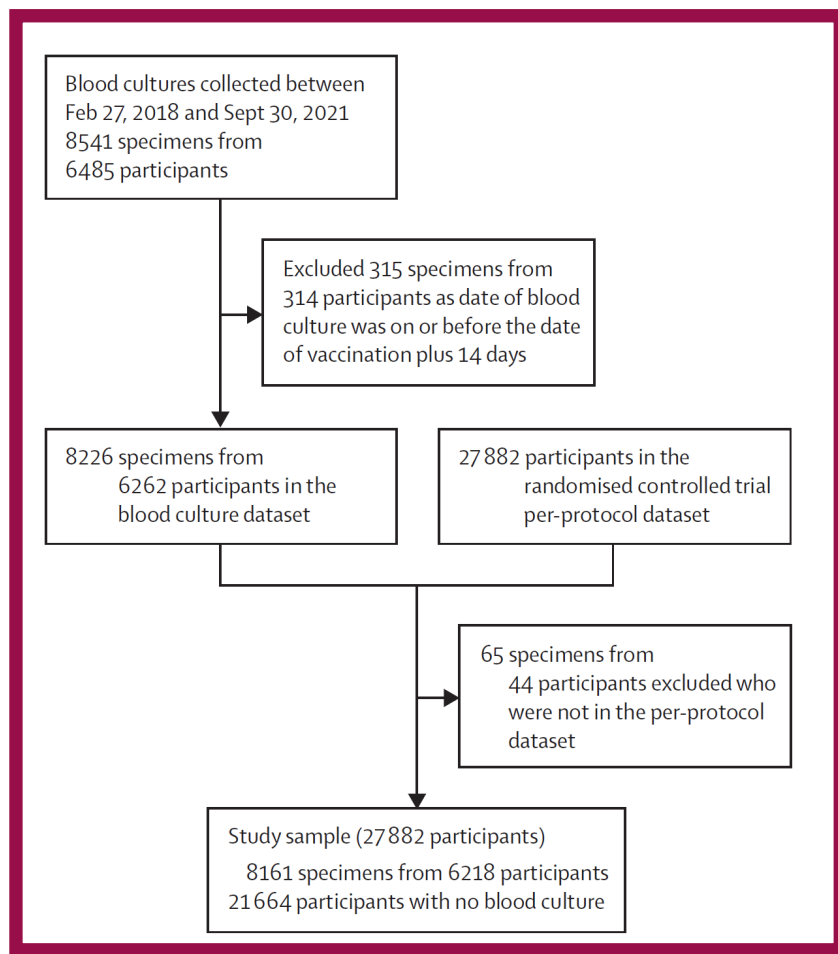 Blood cultures collected between
Feb 27, 2018 and Sept 30, 2021
8541 specimens from
6485 participants
Excluded 315 specimens from
314 participants as date of blood
culture was on or before the date
of vaccination plus 14 days
8226 specimens from
6262 participants in the
blood culture dataset
27 882 participants in the
randomised controlled trial
per-protocol dataset
65 specimens from
44 participants excluded who
were not in the per-protocol
dataset
Study sample (27 882 participants)
8161 specimens from 6218 participants
21 664 participants with no blood culture